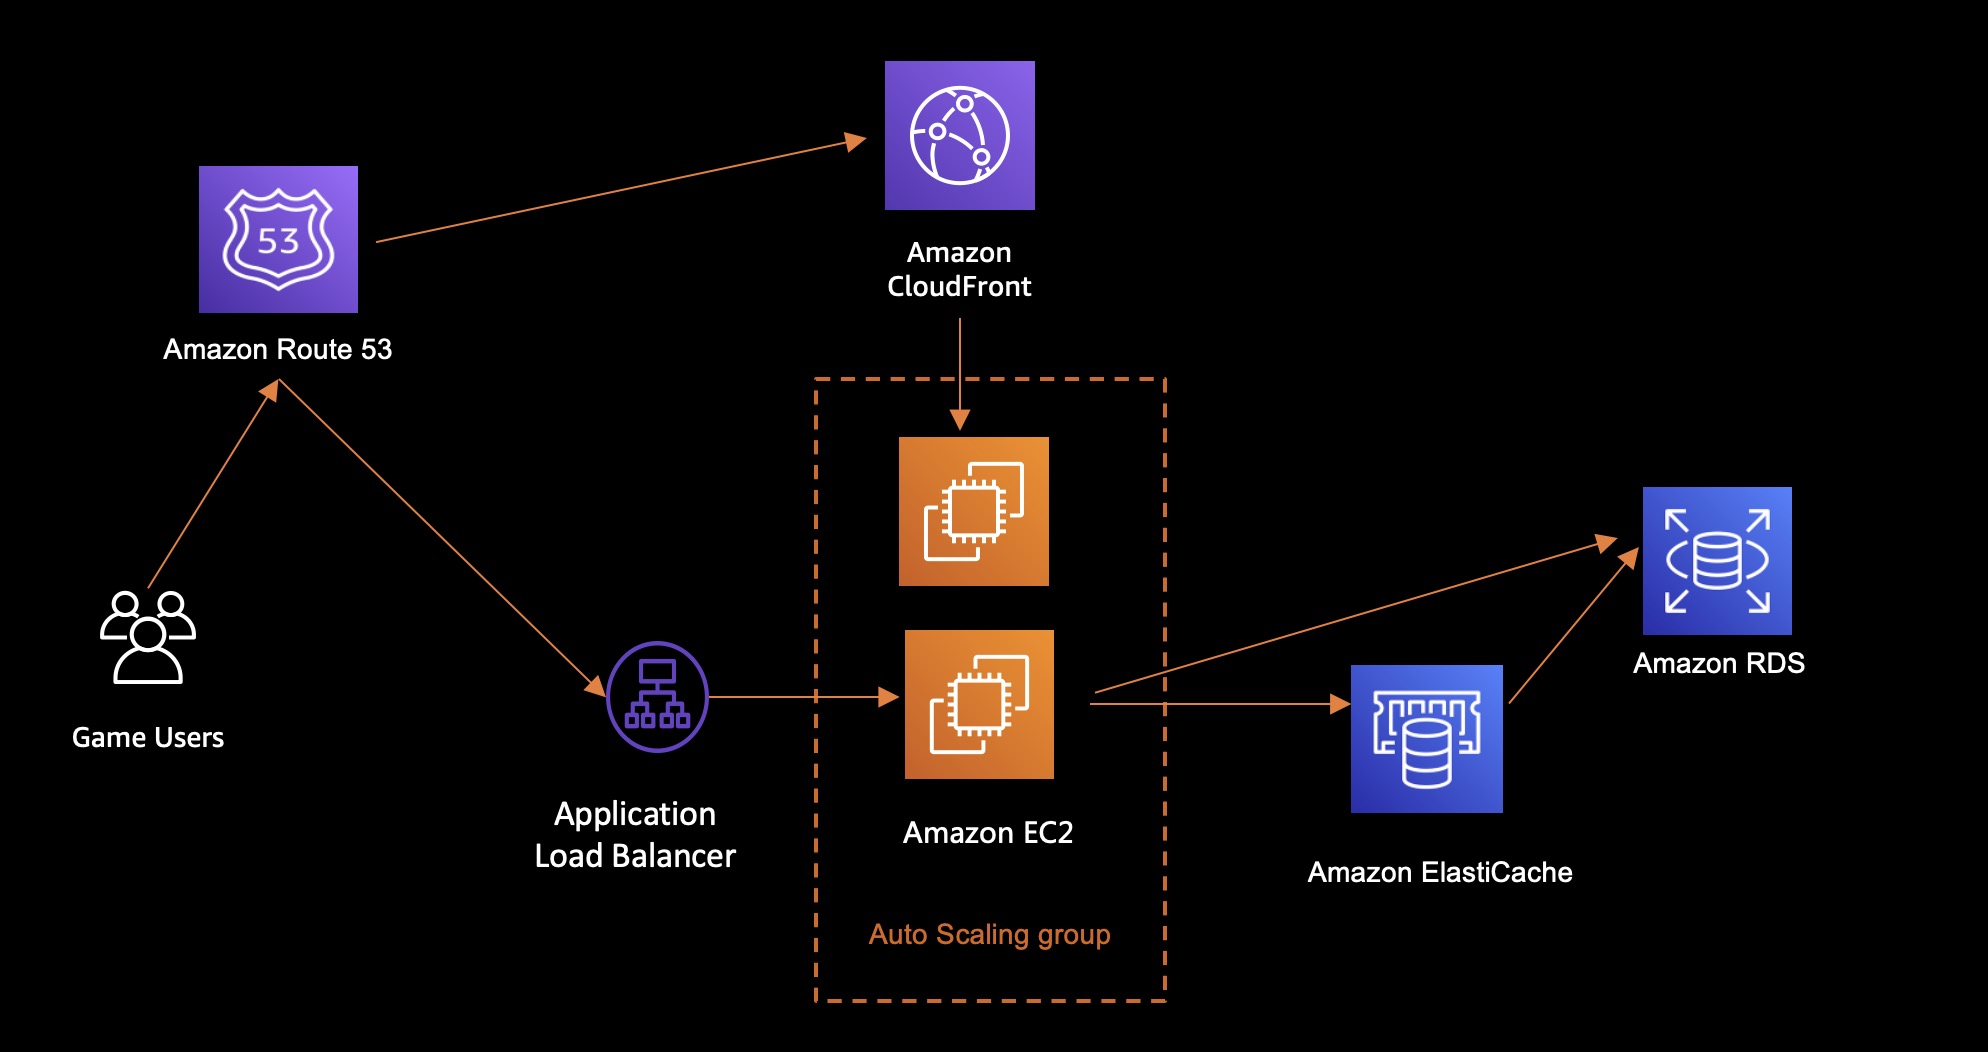 Amazon
CloudFront
53
Amazon Route 53
Game Users
Application
Load Balancer
Amazon EC2
Auto Scaling group
Amazon RDS
Amazon ElastiCache